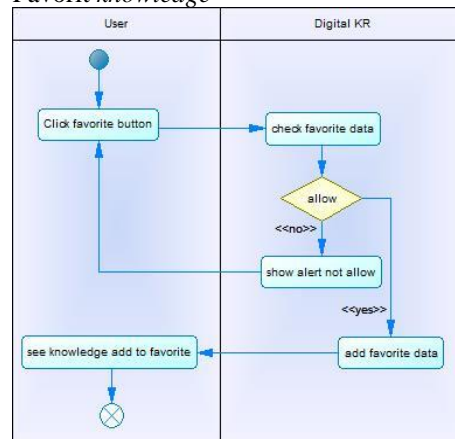 Favorit knowledge
User
Digital KR
Click favorite button
check favorite data
allow
<<no>>
show alert not allow
<<yes>>
see knowledge add to favorite
add favorite data